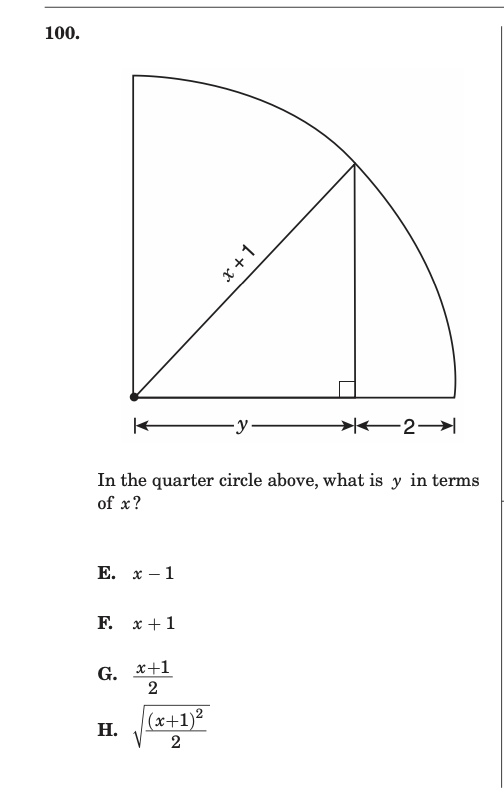 100.
x + 1
y
2
In the quarter circle above, what is y in terms
of x?
E. x − 1
F. x + 1
G. x+1
2
H. √(x+1)²
2